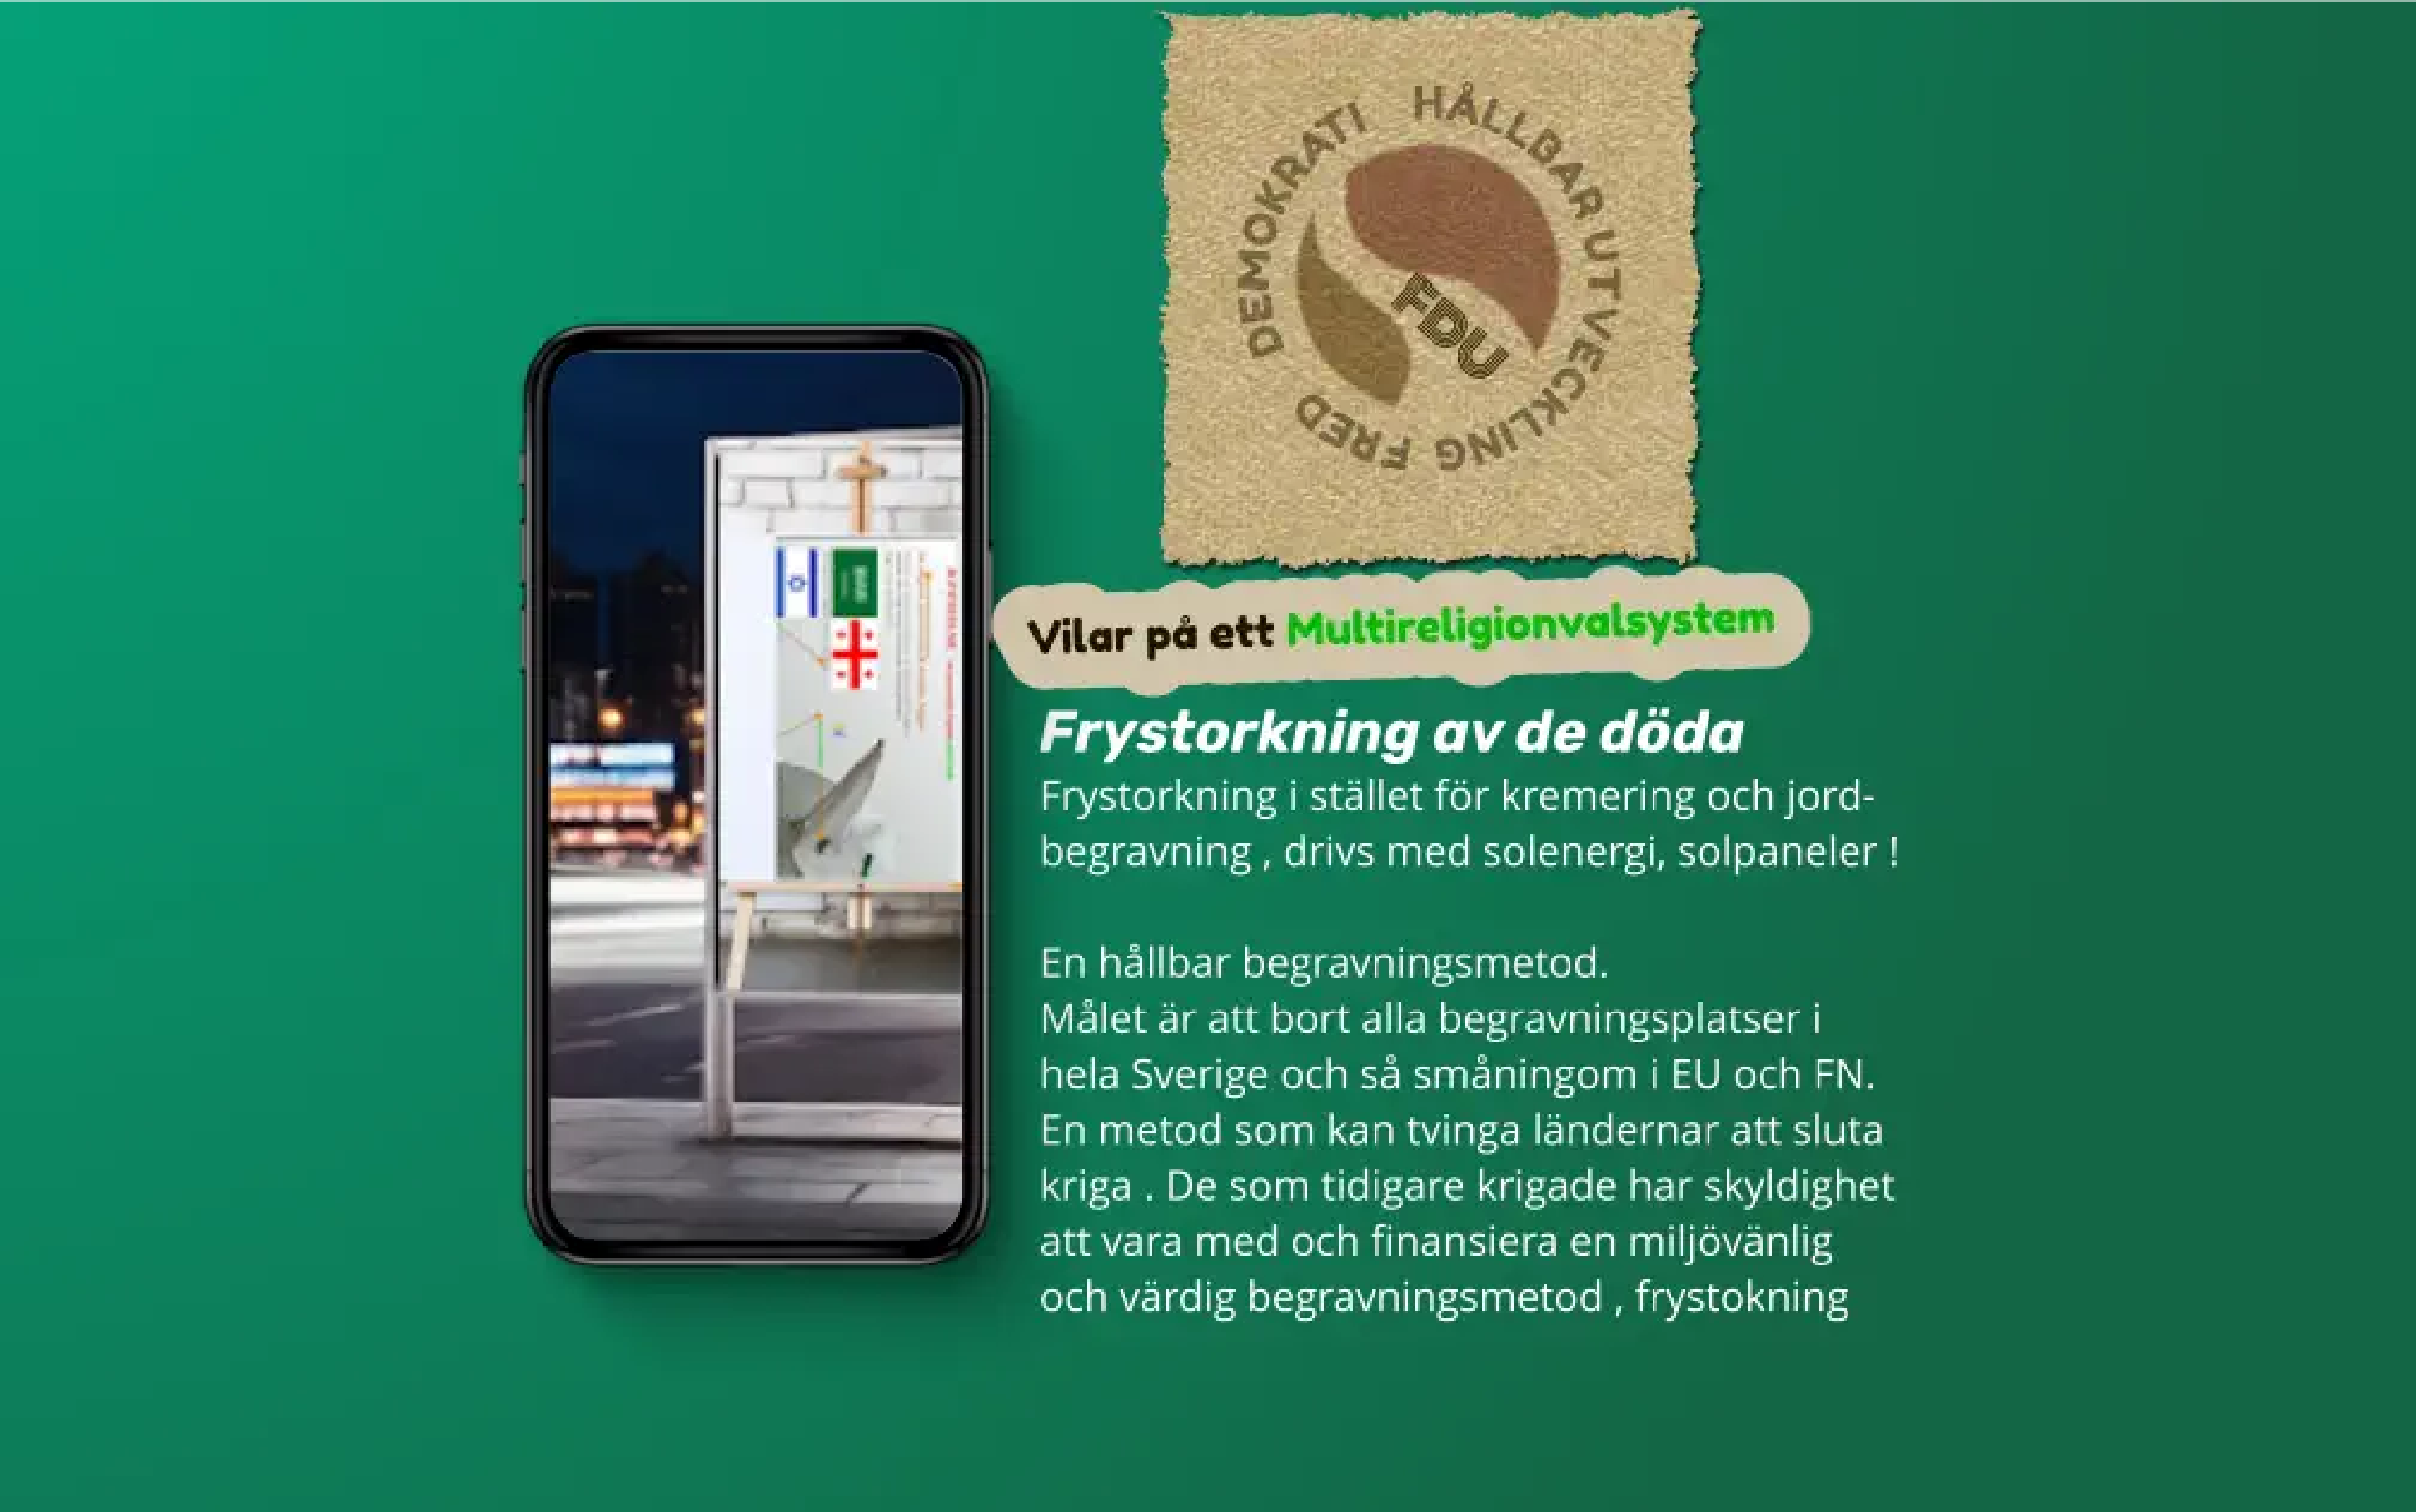 DEMOKRATI HÅLLBAR UTVECKLING FRED
FDU
Vilar på ett Multireligionvalsystem
Frystorkning av de döda
Frystorkning i stället för kremering och jord-
begravning , drivs med solenergi, solpaneler !
En hållbar begravningsmetod.
Målet är att bort alla begravningsplatser i
hela Sverige och så småningom i EU och FN.
En metod som kan tvinga ländernar att sluta
kriga . De som tidigare krigade har skyldighet
att vara med och finansiera en miljövänlig
och värdig begravningsmetod , frystokning